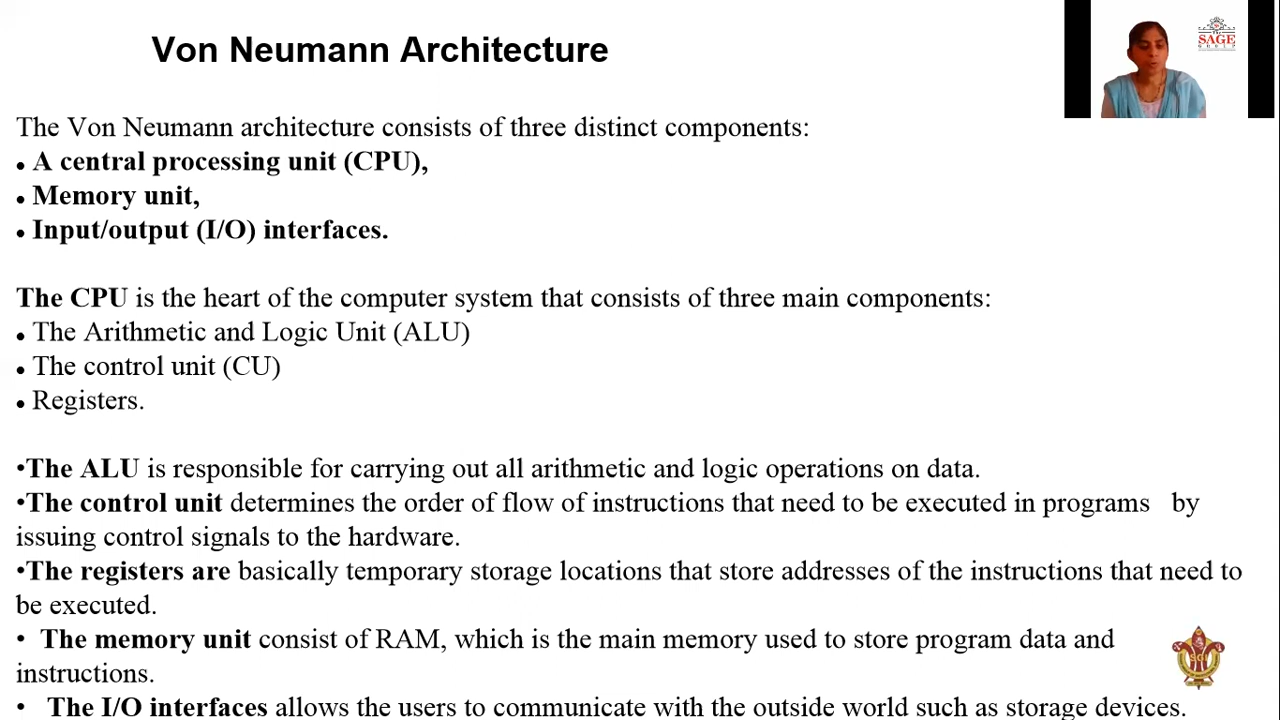 Von Neumann Architecture
The SAGE GROUP
The Von Neumann architecture consists of three distinct components:
• A central processing unit (CPU),
• Memory unit,
• Input/output (I/O) interfaces.
The CPU is the heart of the computer system that consists of three main components:
• The Arithmetic and Logic Unit (ALU)
• The control unit (CU)
• Registers.
•The ALU is responsible for carrying out all arithmetic and logic operations on data.
•The control unit determines the order of flow of instructions that need to be executed in programs by
issuing control signals to the hardware.
•The registers are basically temporary storage locations that store addresses of the instructions that need to
be executed.
• The memory unit consist of RAM, which is the main memory used to store program data and
instructions.
• The I/O interfaces allows the users to communicate with the outside world such as storage devices.